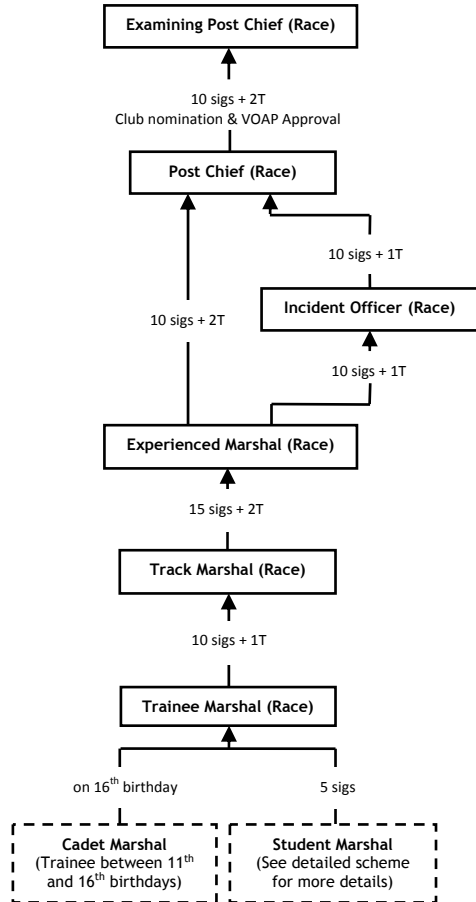 Examining Post Chief (Race)
10 sigs + 2T
Club nomination & VOAP Approval
Post Chief (Race)
10 sigs + 1T
10 sigs + 2T
Incident Officer (Race)
10 sigs + 1T
Experienced Marshal (Race)
15 sigs + 2T
Track Marshal (Race)
10 sigs + 1T
Trainee Marshal (Race)
on 16th birthday
5 sigs
Cadet Marshal
(Trainee between 11th
and 16th birthdays)
Student Marshal
(See detailed scheme
for more details)